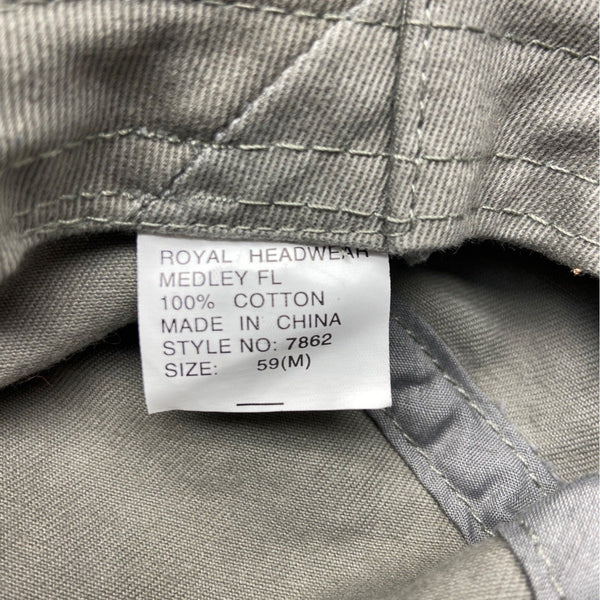 ROYAL HEADWEAR
MEDLEY FL
100% COTTON
MADE IN CHINA
STYLE NO: 7862
SIZE: 59(M)